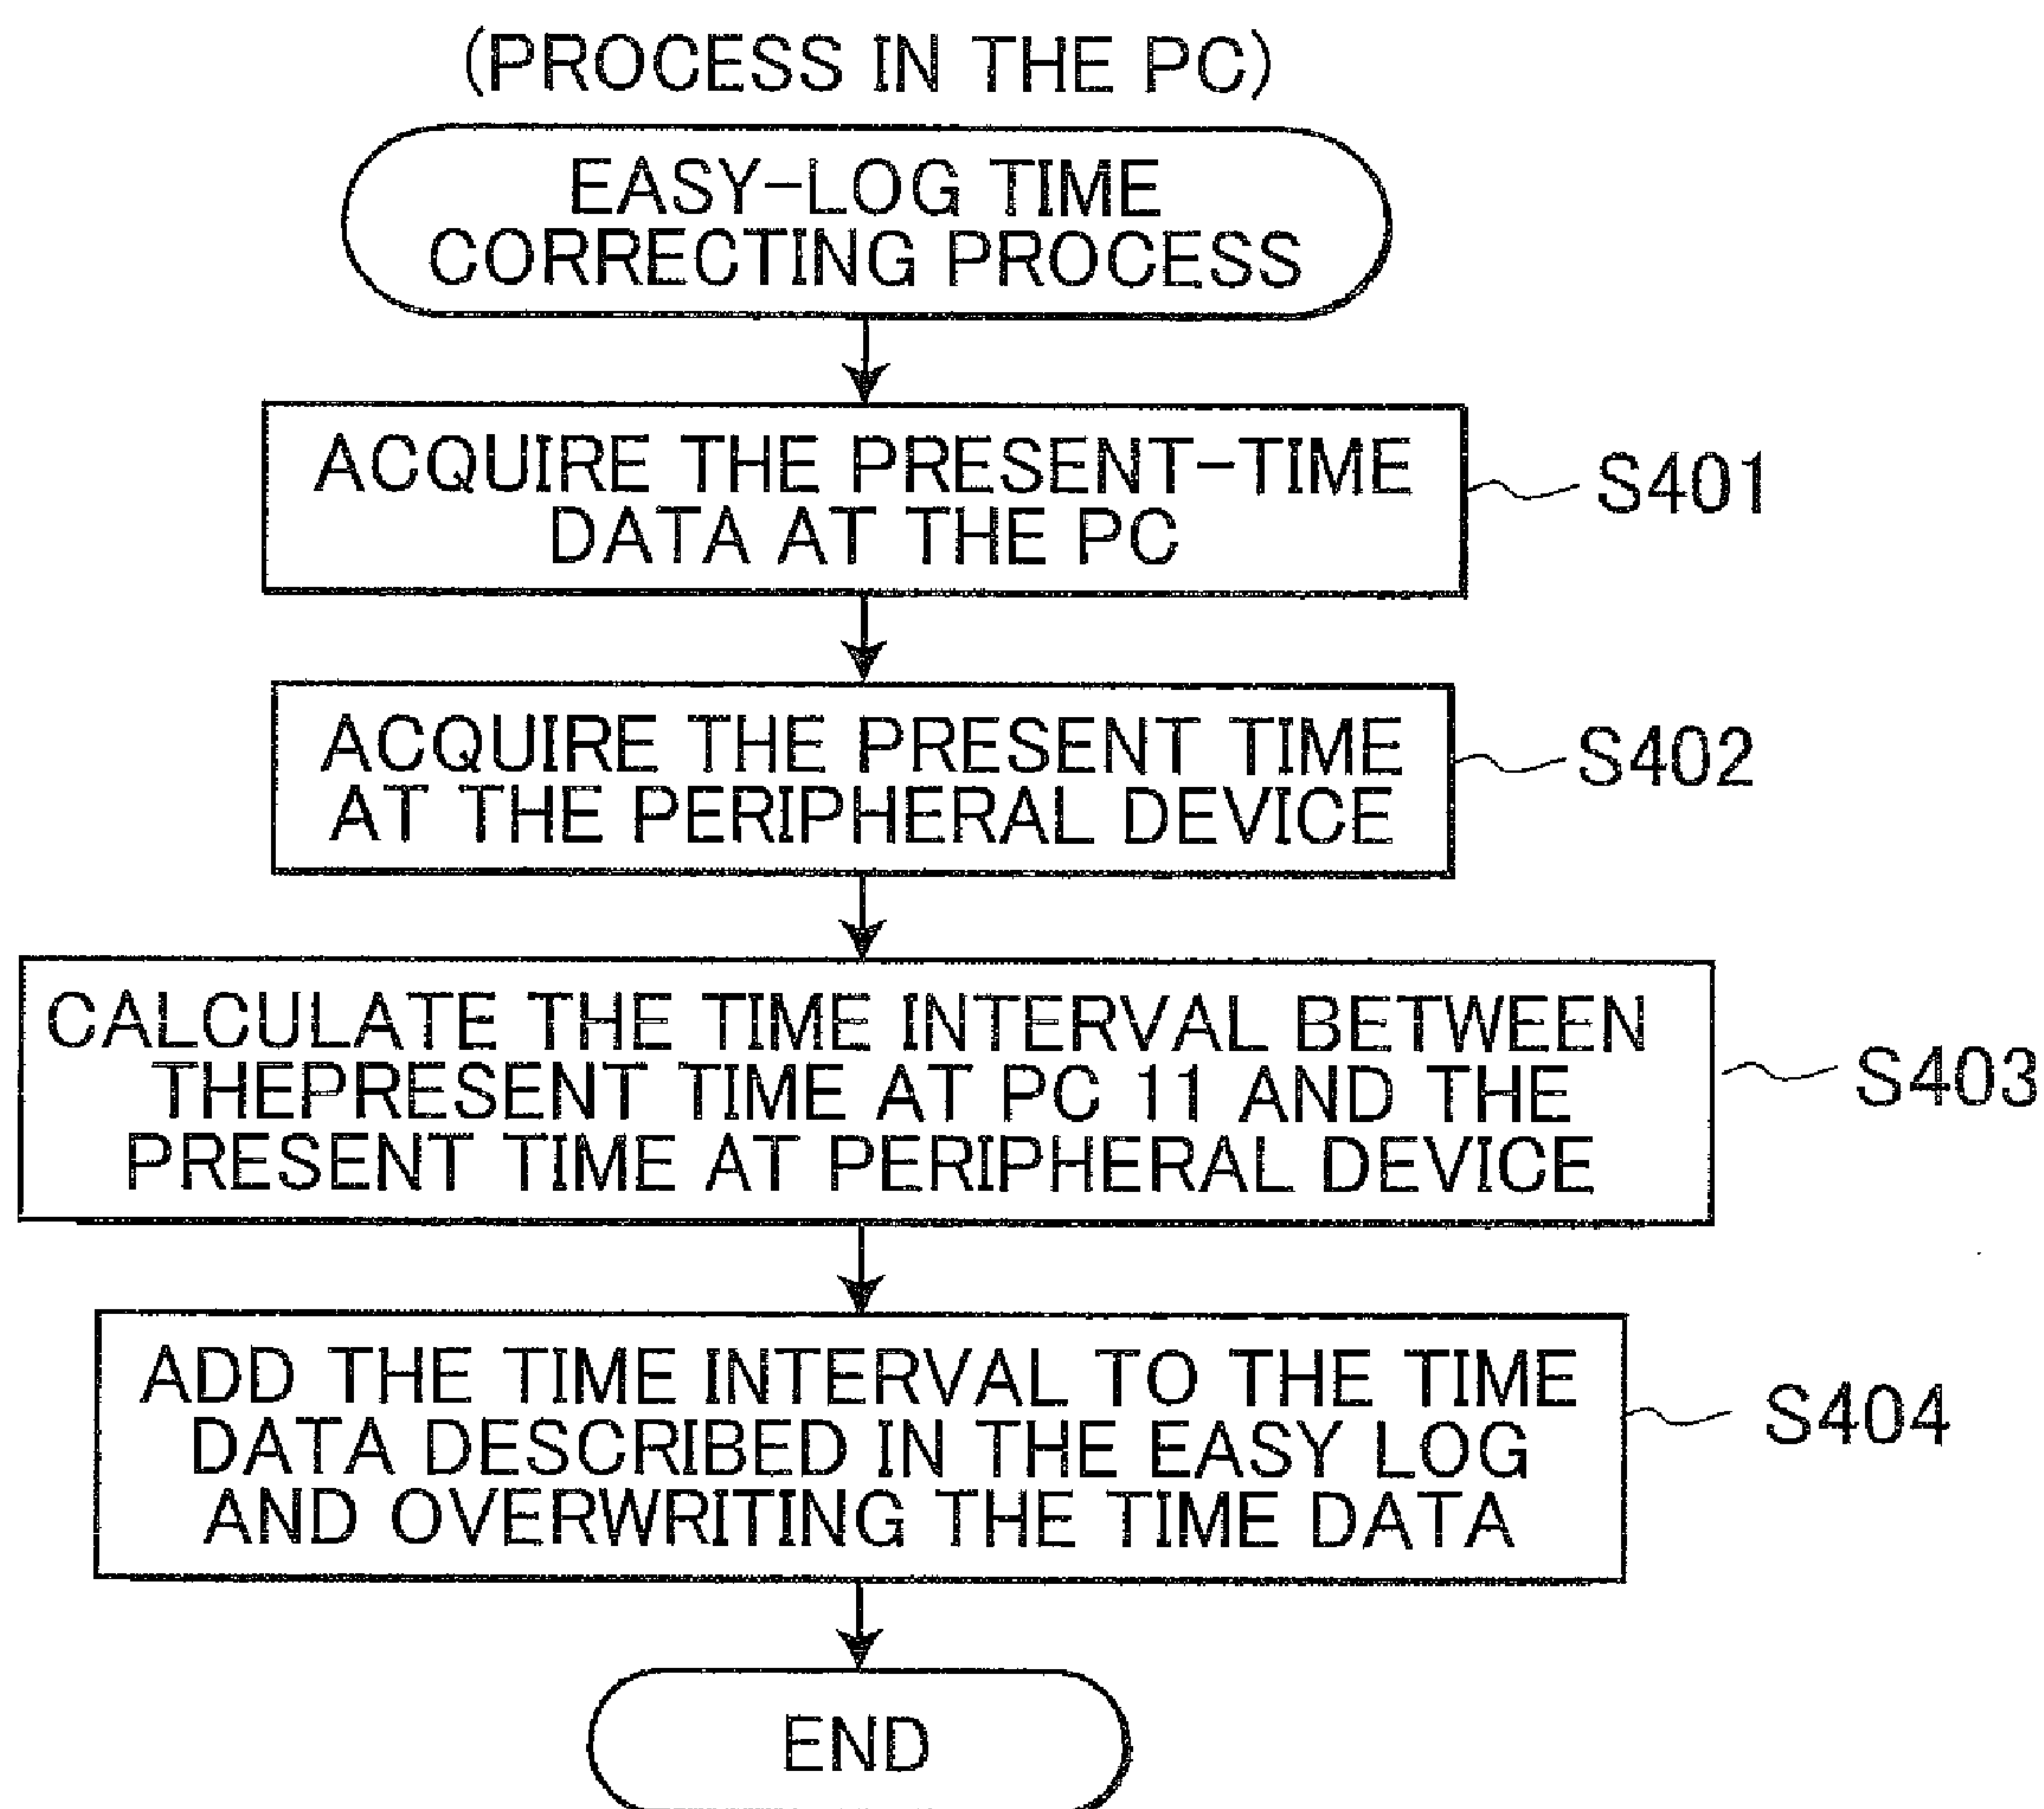 (PROCESS IN THE PC)
EASY-LOG TIME
CORRECTING PROCESS
ACQUIRE THE PRESENT-TIME
DATA AT THE PC
S401
ACQUIRE THE PRESENT TIME
AT THE PERIPHERAL DEVICE
S402
CALCULATE THE TIME INTERVAL BETWEEN
THEPRESENT TIME AT PC 11 AND THE
PRESENT TIME AT PERIPHERAL DEVICE
S403
ADD THE TIME INTERVAL TO THE TIME
DATA DESCRIBED IN THE EASY LOG
AND OVERWRITING THE TIME DATA
S404
END